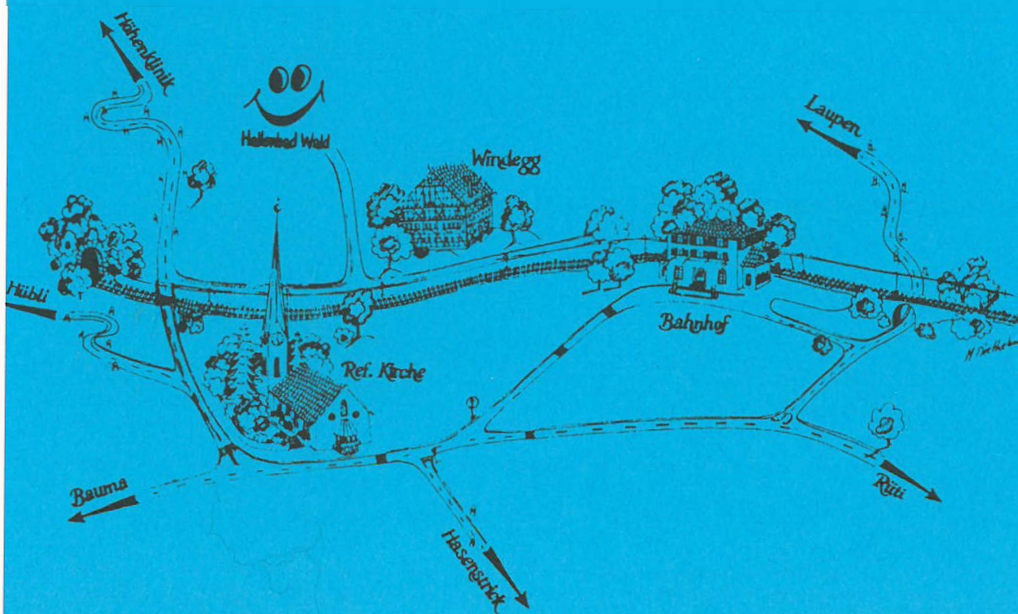 Höhenklinik
Hallenbad Wald
Windegg
Laupen
Hübli
Bahnhof
Ref. Kirche
Bauma
Rüti
Hasenstrick